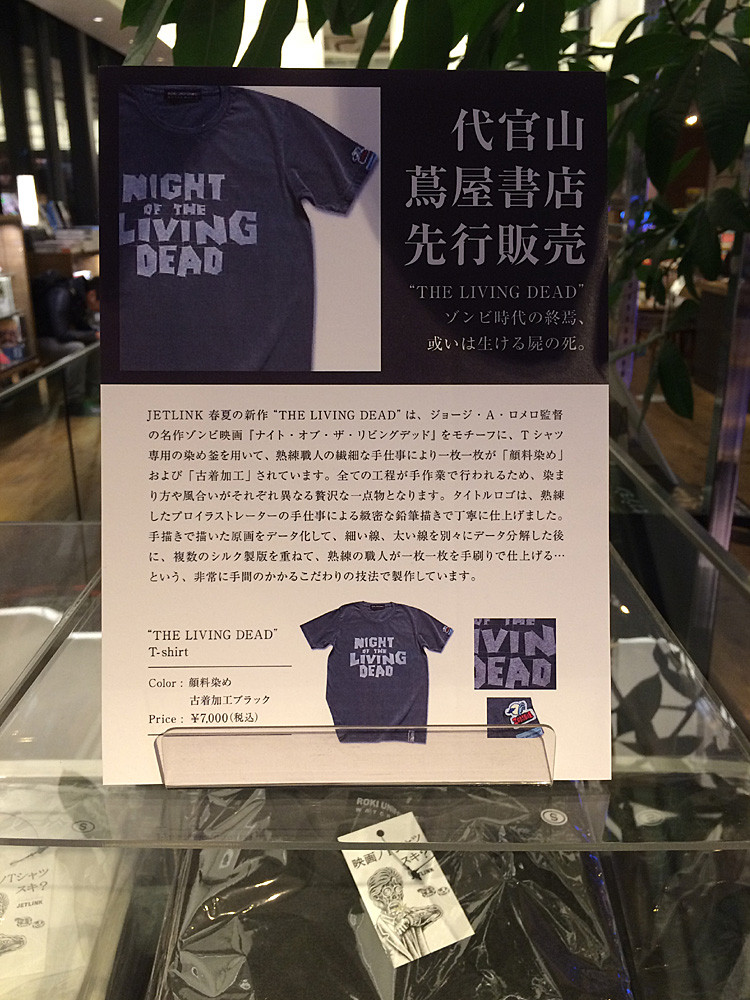 NIGHT
OF THE
LIVING
DEAD
代官山
蔦屋書店
先行販売
“THE LIVING DEAD”
ゾンビ時代の終焉、
或いは生ける屍の死。
JETLINK 春夏の新作 “THE LIVING DEAD” は、ジョージ・A・ロメロ監督
の名作ゾンビ映画『ナイト・オブ・ザ・リビングデッド』をモチーフに、Tシャツ
専用の染め釜を用いて、熟練職人の繊細な手仕事により一枚一枚が「顔料染め」
および「古着加工」されています。全ての工程が手作業で行われるため、染ま
り方や風合いがそれぞれ異なる贅沢な一点物となります。タイトルロゴは、熟練
したプロイラストレーターの手仕事による緻密な鉛筆描きで丁寧に仕上げました。
手描きで描いた原画をデータ化して、細い線、太い線を別々にデータ分解した後
に、複数のシルク製版を重ねて、熟練の職人が一枚一枚を手刷りで仕上げる…
という、非常に手間のかかるこだわりの技法で製作しています。
“THE LIVING DEAD”
T-shirt
Color : 顔料染め
古着加工ブラック
Price : ¥7,000（税込）
NIGHT
OF THE
LIVING
DEAD
OF THE
IVIN
DEAD
S
S
映画ノTシャツ
スキ？
ノTシャツ
スキ？
JETLINK